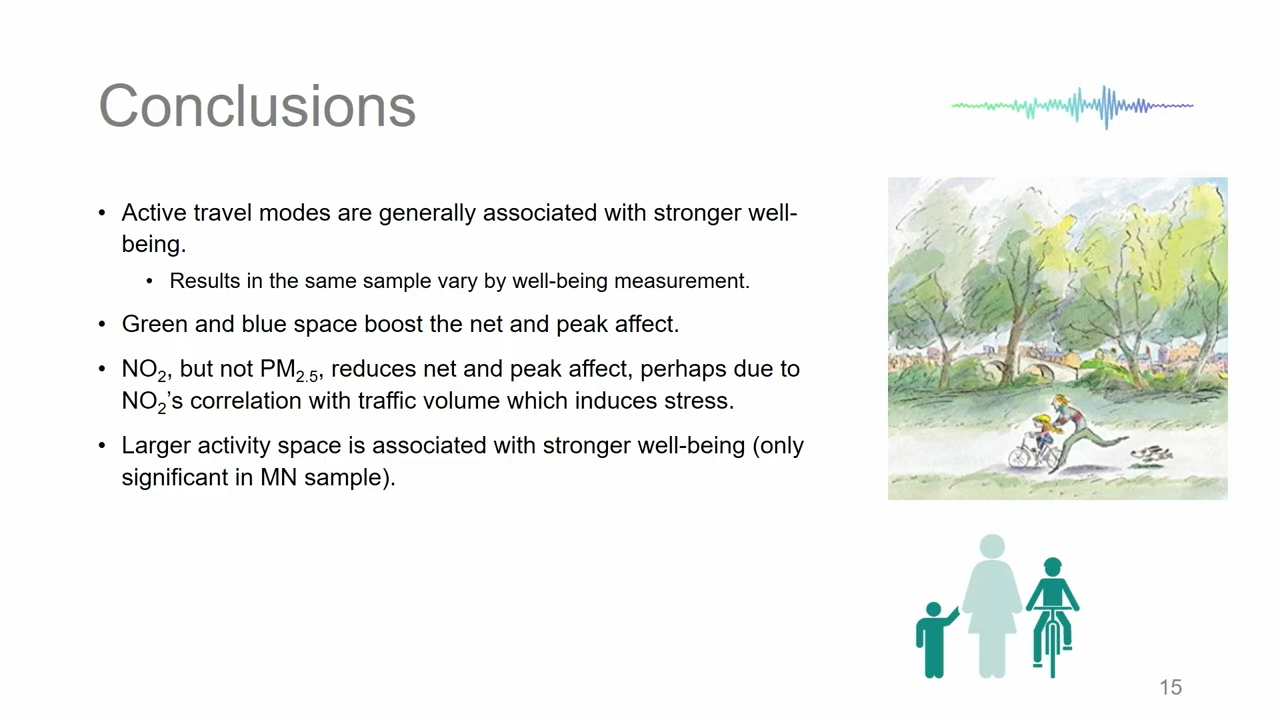 Conclusions
• Active travel modes are generally associated with stronger well-
being.
• Results in the same sample vary by well-being measurement.
• Green and blue space boost the net and peak affect.
• NO₂, but not PM₂.₅, reduces net and peak affect, perhaps due to
NO₂’s correlation with traffic volume which induces stress.
• Larger activity space is associated with stronger well-being (only
significant in MN sample).
15